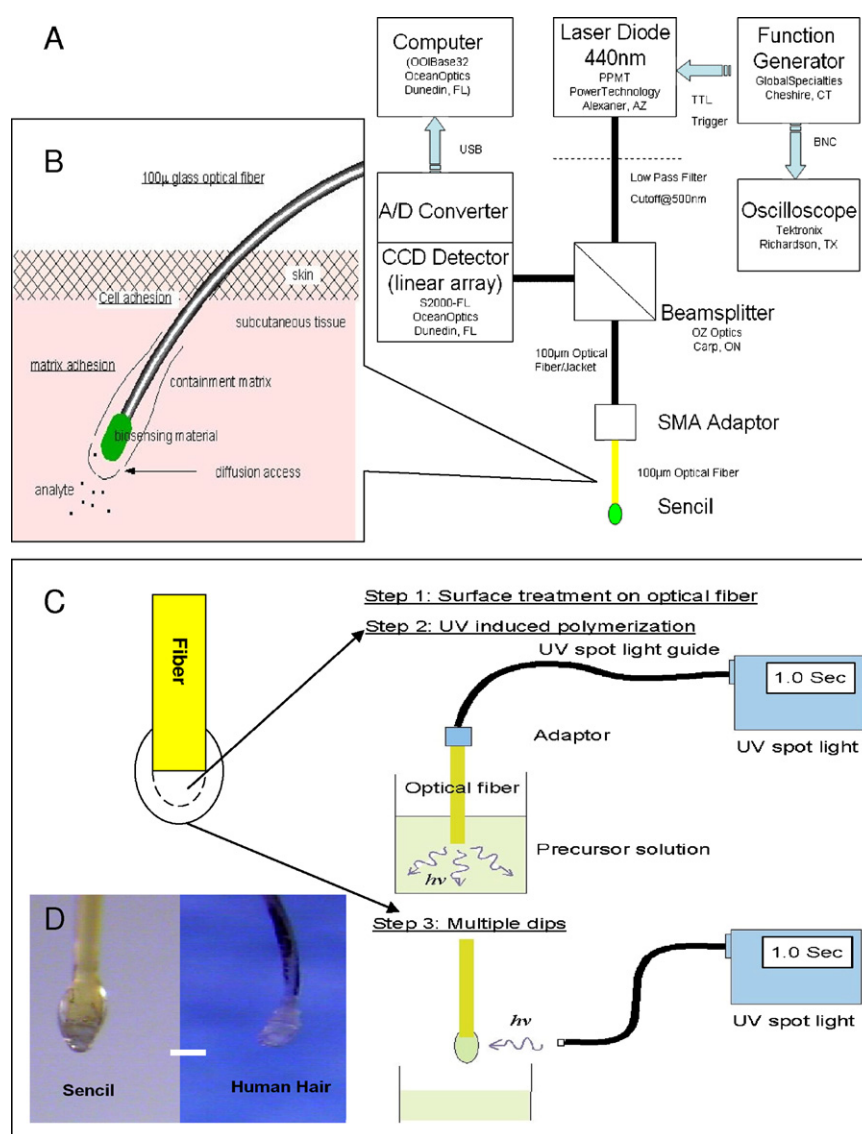 A
Computer
(OOIBase32
OceanOptics
Dunedin, FL)
Laser Diode
440nm
PPMT
PowerTechnology
Alexaner, AZ
Function
Generator
GlobalSpecialties
Cheshire, CT
TTL
Trigger
BNC
USB
Low Pass Filter
Cutoff@500nm
Oscilloscope
Tektronix
Richardson, TX
A/D Converter
CCD Detector
(linear array)
S2000-FL
OceanOptics
Dunedin, FL
Beamsplitter
OZ Optics
Carp, ON
100µm Optical
Fiber/Jacket
SMA Adaptor
100µm Optical Fiber
Sencil
B
100µ glass optical fiber
skin
Cell adhesion
subcutaneous tissue
matrix adhesion
containment matrix
biosensing material
diffusion access
analyte
C
Fiber
Step 1: Surface treatment on optical fiber
Step 2: UV induced polymerization
UV spot light guide
1.0 Sec
UV spot light
Adaptor
Optical fiber
Precursor solution
hν
Step 3: Multiple dips
hν
1.0 Sec
UV spot light
D
Sencil
Human Hair